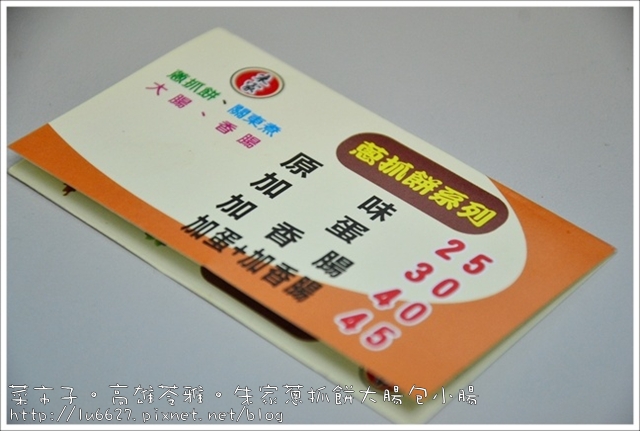 朱家
蔥抓餅、關東煮
大腸、香腸
蔥抓餅系列
原味 25
加蛋 30
加香腸 40
加蛋+加香腸 45
菜市子。高雄苓雅。朱家蔥抓餅大腸包小腸
http://lu6627.pixnet.net/blog